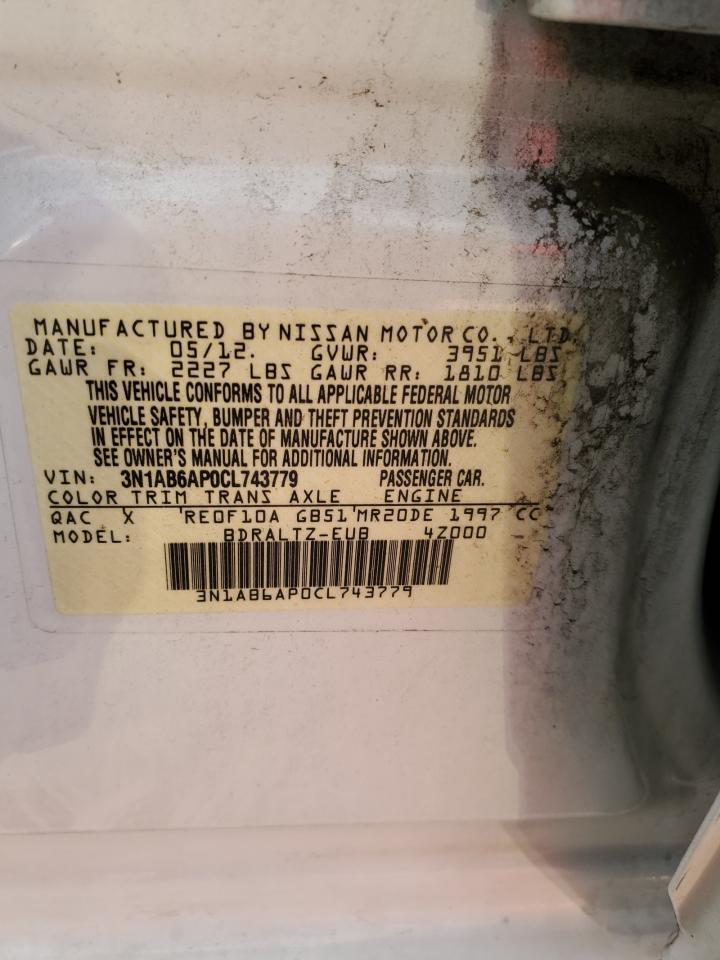 MANUFACTURED BY NISSAN MOTOR CO., LTD.
DATE: 05/12. GVWR: 3951 LBS
GAWR FR: 2227 LBS GAWR RR: 1810 LBS
THIS VEHICLE CONFORMS TO ALL APPLICABLE FEDERAL MOTOR
VEHICLE SAFETY, BUMPER AND THEFT PREVENTION STANDARDS
IN EFFECT ON THE DATE OF MANUFACTURE SHOWN ABOVE.
SEE OWNER'S MANUAL FOR ADDITIONAL INFORMATION.
VIN: 3N1AB6AP0CL743779 PASSENGER CAR.
COLOR TRIM TRANS AXLE ENGINE
QAC X RE0F10A GB51 MR20DE 1997 CC
MODEL: BDRALTZ-EUB 4Z000 -
3N1AB6AP0CL743779